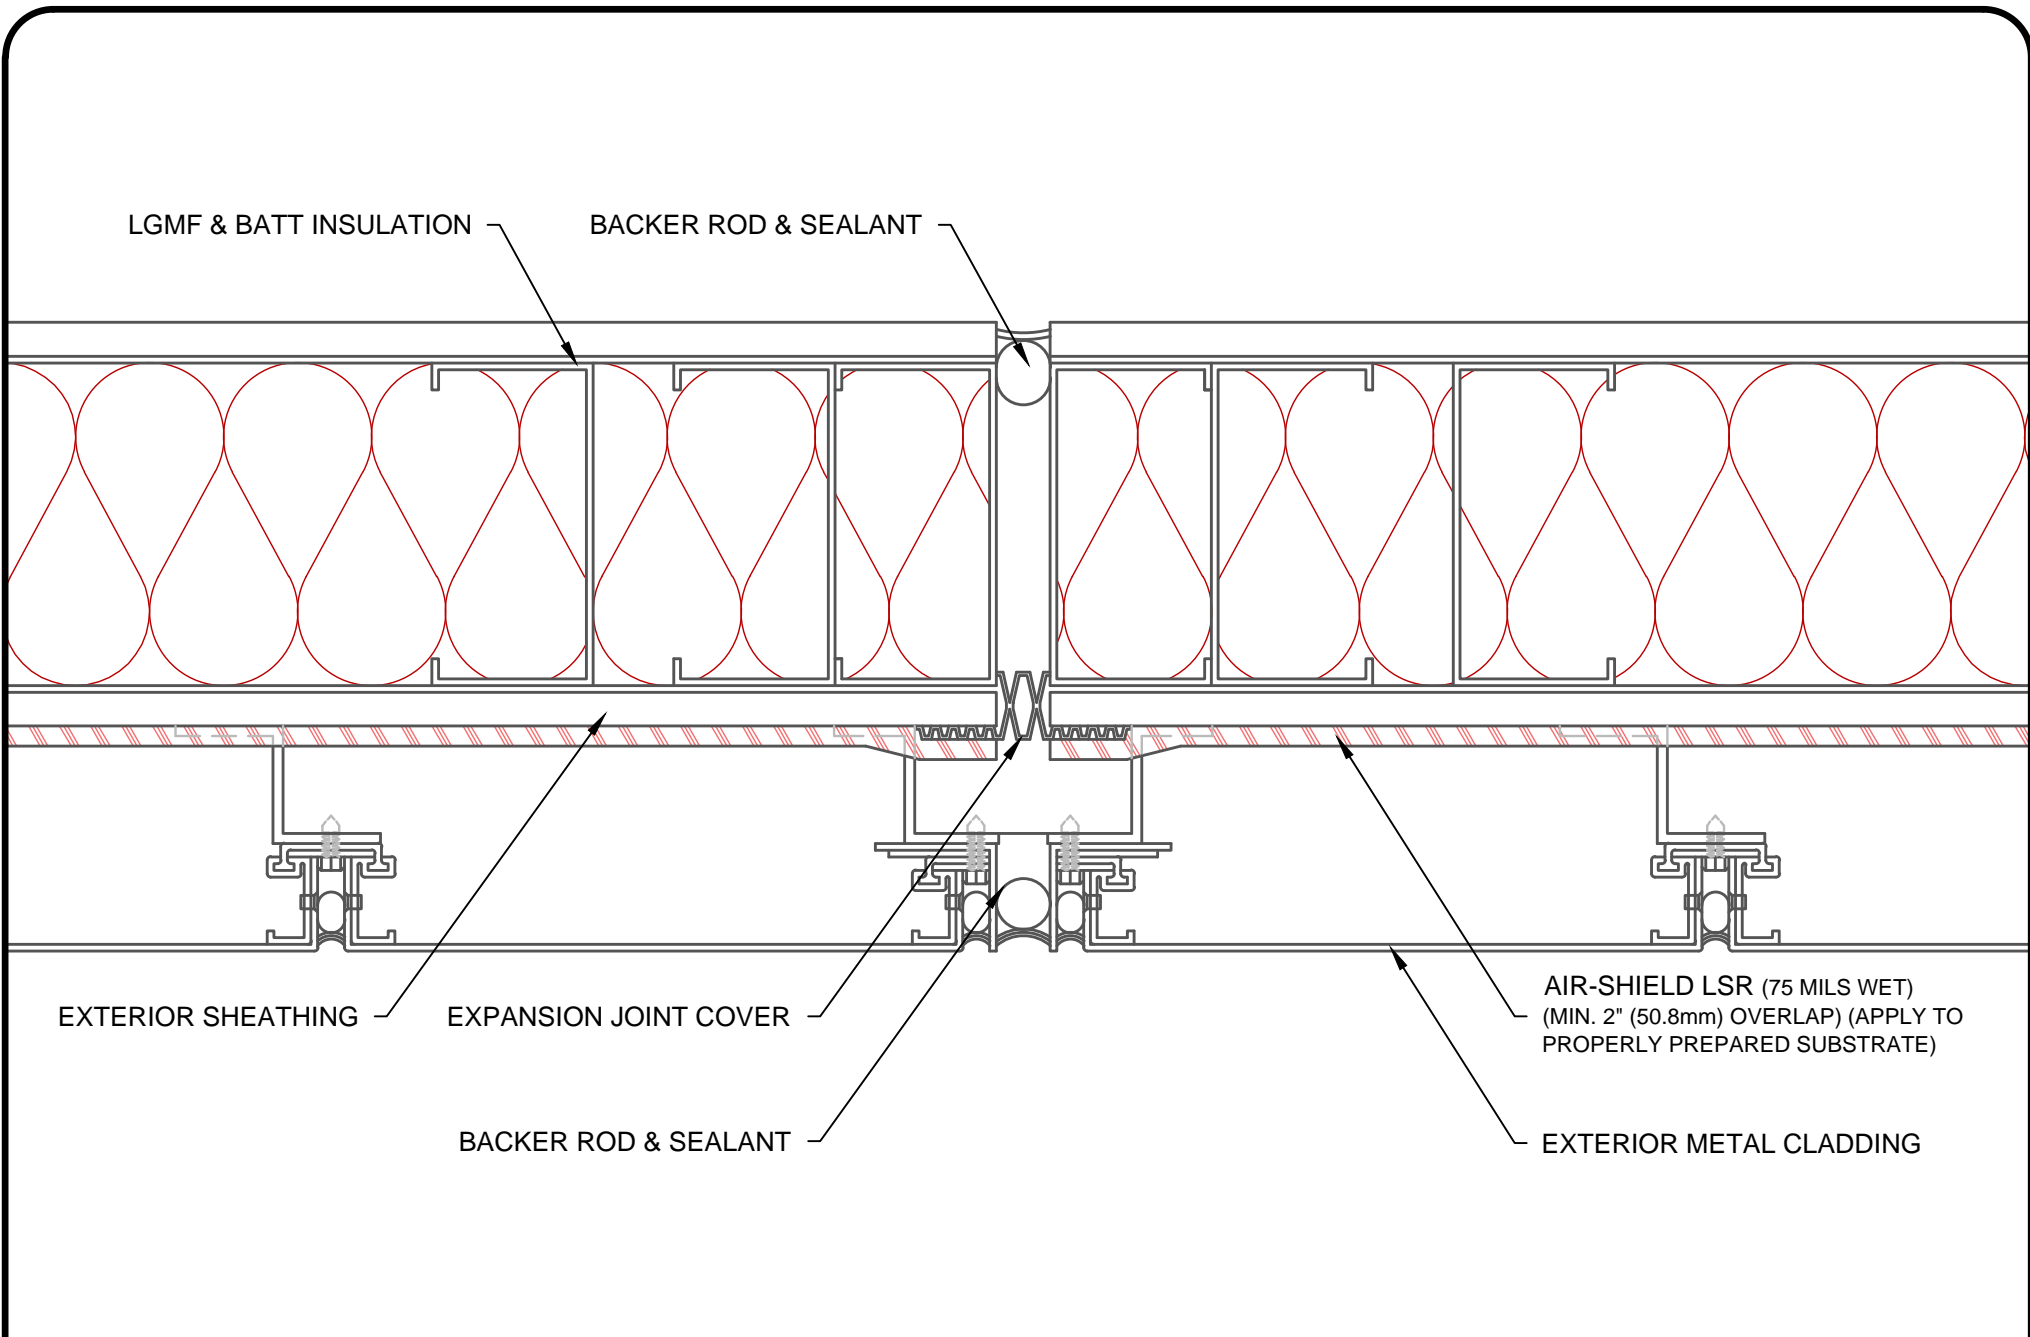 LGMF & BATT INSULATION
BACKER ROD & SEALANT
EXTERIOR SHEATHING
EXPANSION JOINT COVER
BACKER ROD & SEALANT
AIR-SHIELD LSR (75 MILS WET)
(MIN. 2" (50.8mm) OVERLAP) (APPLY TO
PROPERLY PREPARED SUBSTRATE)
EXTERIOR METAL CLADDING